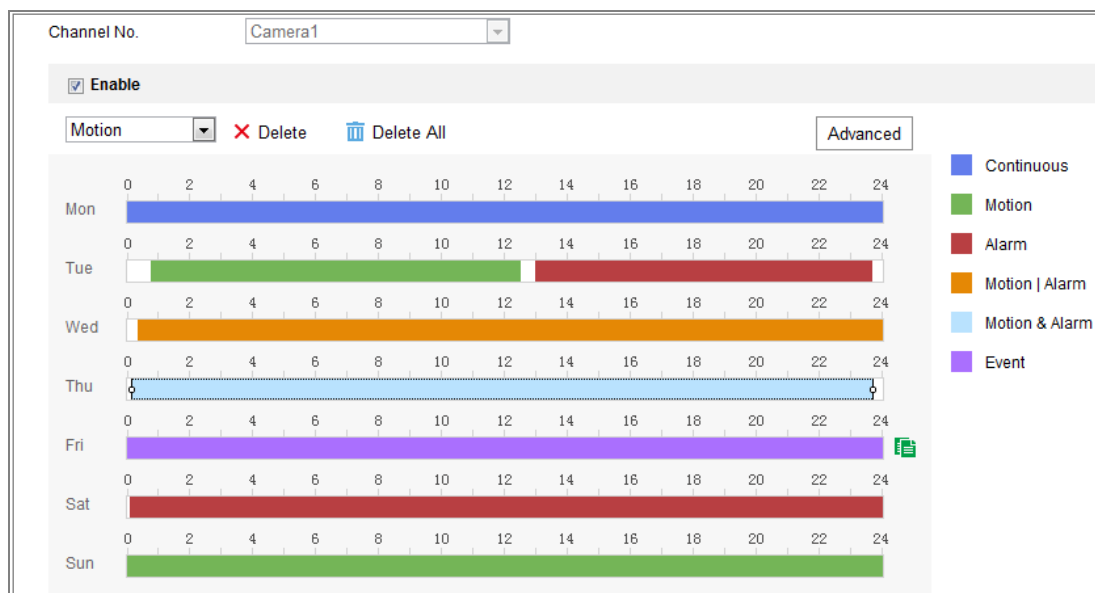 Channel No. Camera1
Enable
Motion Delete Delete All Advanced
Continuous
Motion
Alarm
Motion | Alarm
Motion & Alarm
Event
0 2 4 6 8 10 12 14 16 18 20 22 24
Mon
0 2 4 6 8 10 12 14 16 18 20 22 24
Tue
0 2 4 6 8 10 12 14 16 18 20 22 24
Wed
0 2 4 6 8 10 12 14 16 18 20 22 24
Thu
0 2 4 6 8 10 12 14 16 18 20 22 24
Fri
0 2 4 6 8 10 12 14 16 18 20 22 24
Sat
0 2 4 6 8 10 12 14 16 18 20 22 24
Sun